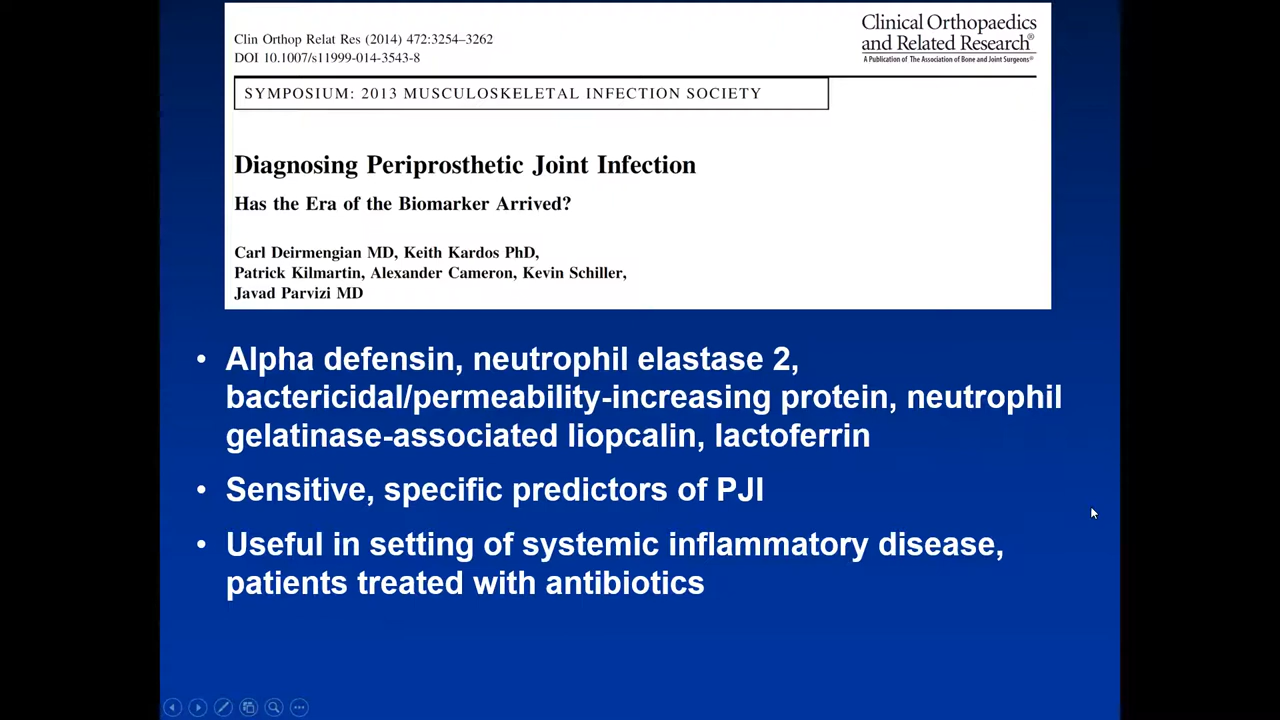 Clin Orthop Relat Res (2014) 472:3254–3262
DOI 10.1007/s11999-014-3543-8
Clinical Orthopaedics
and Related Research®
A Publication of The Association of Bone and Joint Surgeons®
SYMPOSIUM: 2013 MUSCULOSKELETAL INFECTION SOCIETY
Diagnosing Periprosthetic Joint Infection
Has the Era of the Biomarker Arrived?
Carl Deirmengian MD, Keith Kardos PhD,
Patrick Kilmartin, Alexander Cameron, Kevin Schiller,
Javad Parvizi MD
• Alpha defensin, neutrophil elastase 2,
bactericidal/permeability-increasing protein, neutrophil
gelatinase-associated liopcalin, lactoferrin
• Sensitive, specific predictors of PJI
• Useful in setting of systemic inflammatory disease,
patients treated with antibiotics